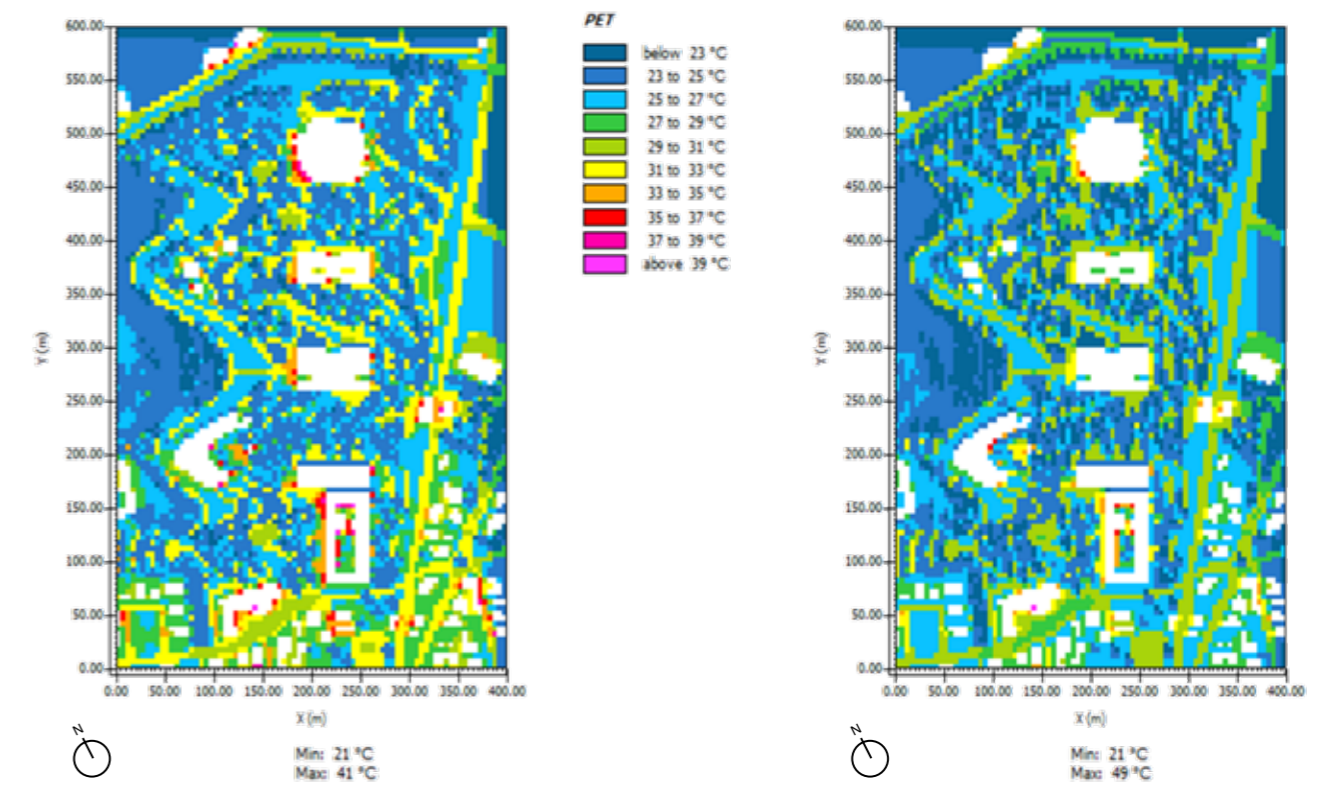 PET
below 23 °C
23 to 25 °C
25 to 27 °C
27 to 29 °C
29 to 31 °C
31 to 33 °C
33 to 35 °C
35 to 37 °C
37 to 39 °C
above 39 °C
600.00
550.00
500.00
450.00
400.00
350.00
300.00
250.00
200.00
150.00
100.00
50.00
0.00
Y (m)
0.00 50.00 100.00 150.00 200.00 250.00 300.00 350.00 400.00
X (m)
N
Min: 21 °C
Max: 41 °C
600.00
550.00
500.00
450.00
400.00
350.00
300.00
250.00
200.00
150.00
100.00
50.00
0.00
Y (m)
0.00 50.00 100.00 150.00 200.00 250.00 300.00 350.00 400.00
X (m)
N
Min: 21 °C
Max: 49 °C